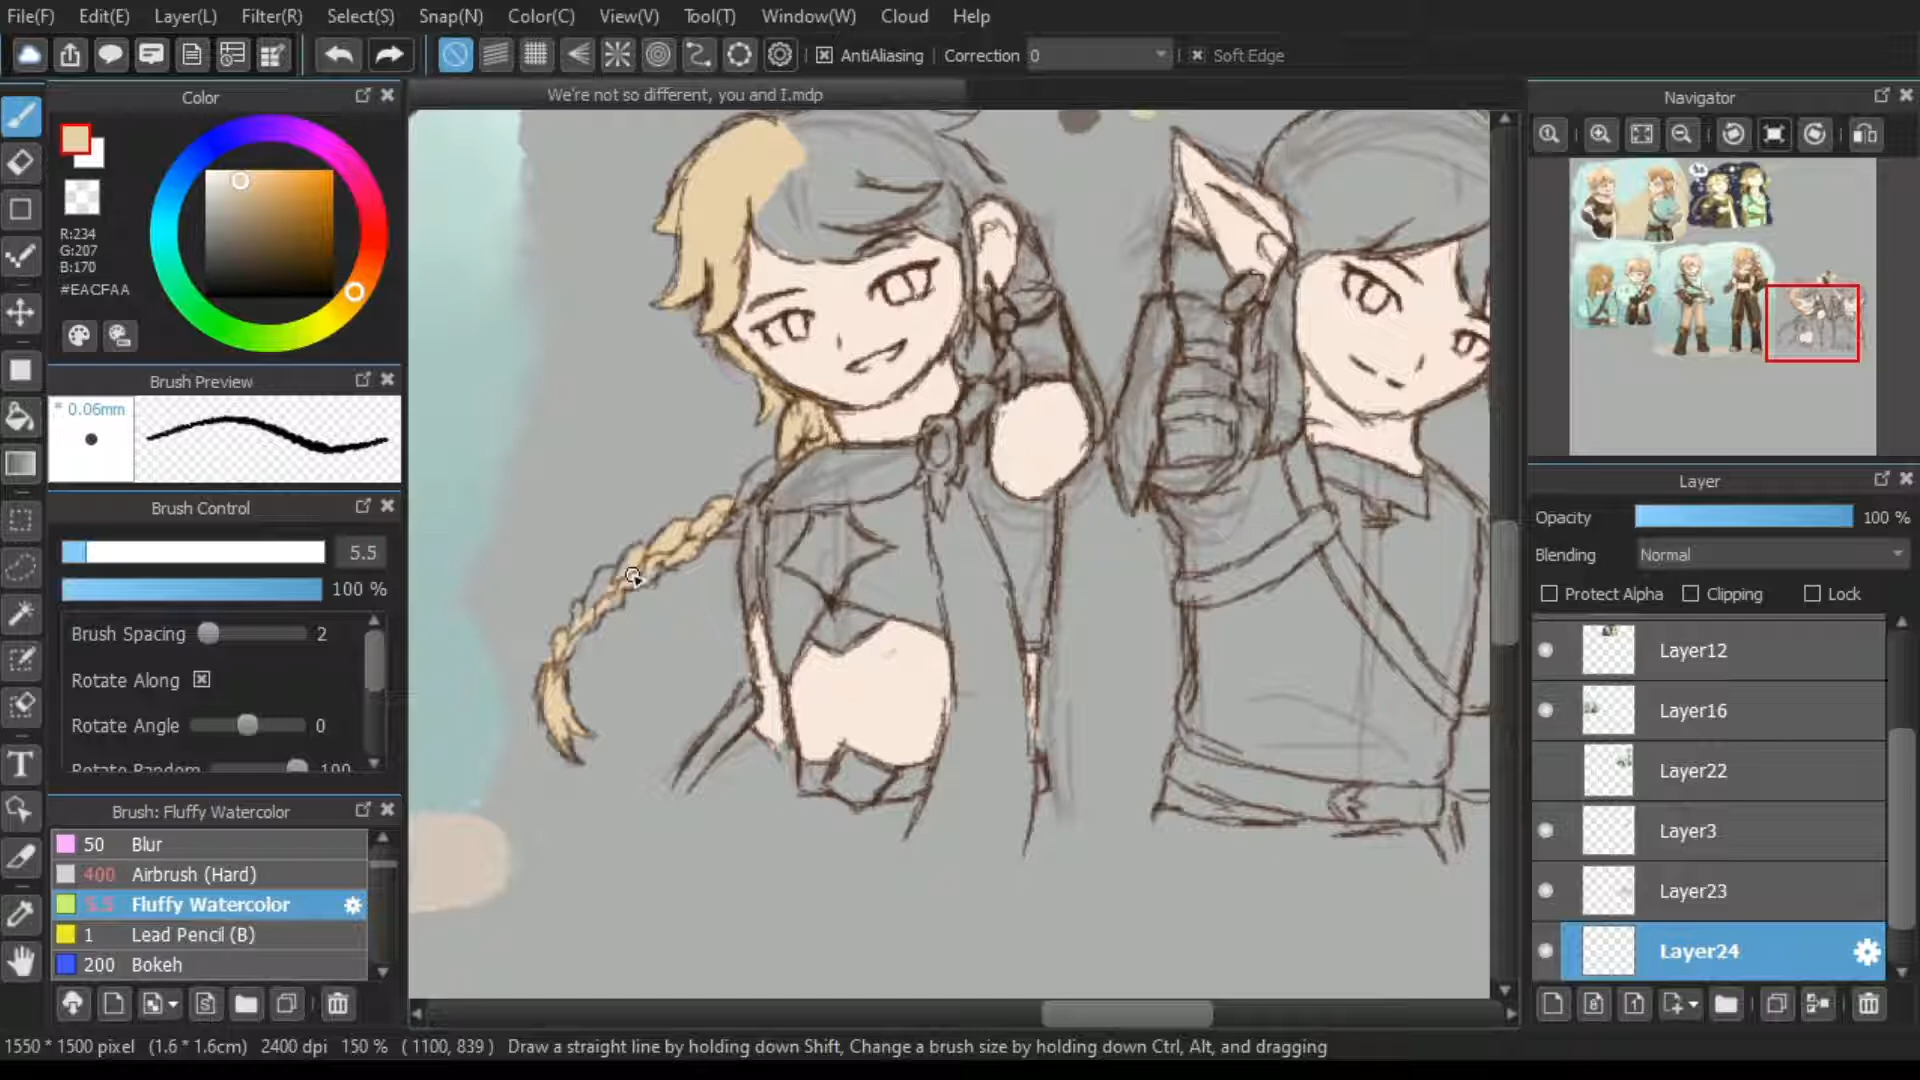 File(F) Edit(E) Layer(L) Filter(R) Select(S) Snap(N) Color(C) View(V) Tool(T) Window(W) Cloud Help
AntiAliasing Correction 0 Soft Edge
Color
We're not so different, you and I.mdp
Navigator
R:234
G:207
B:170
#EACFAA
Brush Preview
* 0.06mm
Brush Control
5.5
100 %
Brush Spacing 2
Rotate Along
Rotate Angle 0
Rotate Random 100
Brush: Fluffy Watercolor
50 Blur
400 Airbrush (Hard)
5.5 Fluffy Watercolor
1 Lead Pencil (B)
200 Bokeh
Layer
Opacity 100 %
Blending Normal
Protect Alpha Clipping Lock
Layer12
Layer16
Layer22
Layer3
Layer23
Layer24
1550 * 1500 pixel (1.6 * 1.6cm) 2400 dpi 150 % ( 1100, 839 ) Draw a straight line by holding down Shift, Change a brush size by holding down Ctrl, Alt, and dragging